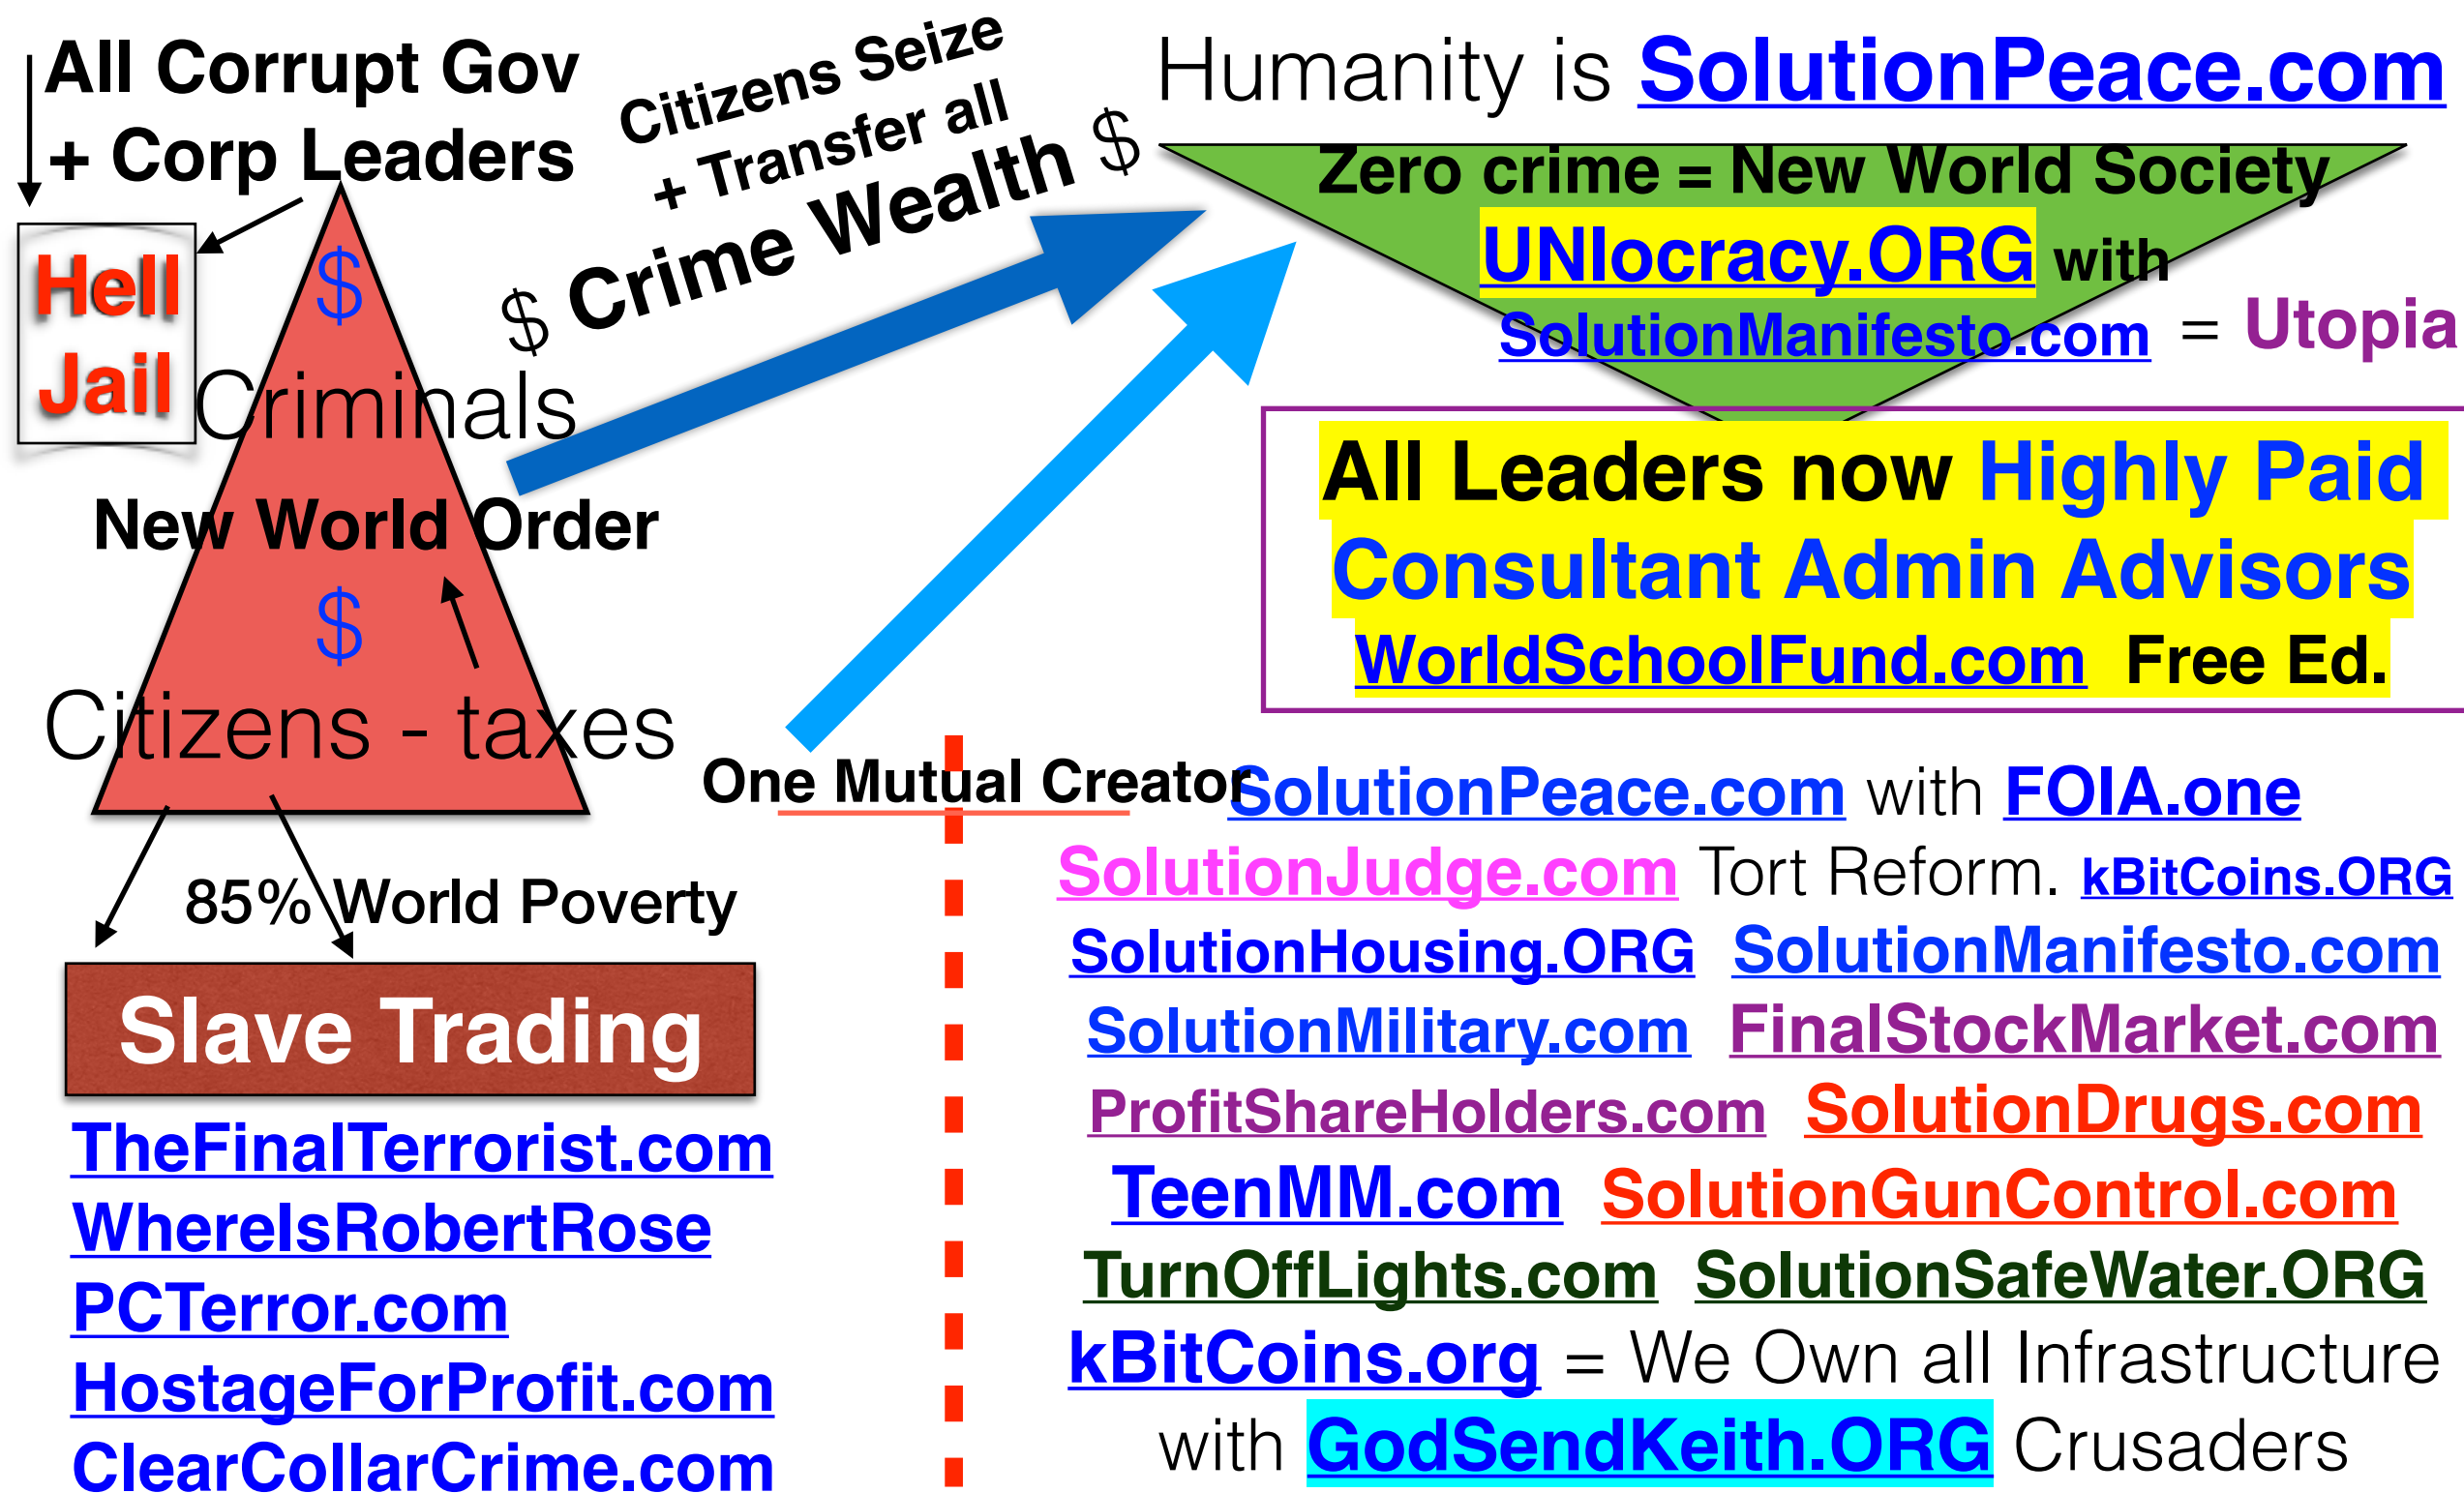 All Corrupt Gov
+ Corp Leaders
Hell
Jail
$
Criminals
New World Order
$
Citizens - taxes
85% World Poverty
Slave Trading
TheFinalTerrorist.com
WhereIsRobertRose
PCTerror.com
HostageForProfit.com
ClearCollarCrime.com
Citizens Seize
+ Transfer all
$ Crime Wealth $
One Mutual Creator
Humanity is SolutionPeace.com
Zero crime = New World Society
UNIocracy.ORG with
SolutionManifesto.com = Utopia
All Leaders now Highly Paid
Consultant Admin Advisors
WorldSchoolFund.com Free Ed.
SolutionPeace.com with FOIA.one
SolutionJudge.com Tort Reform. kBitCoins.ORG
SolutionHousing.ORG SolutionManifesto.com
SolutionMilitary.com FinalStockMarket.com
ProfitShareHolders.com SolutionDrugs.com
TeenMM.com SolutionGunControl.com
TurnOffLights.com SolutionSafeWater.ORG
kBitCoins.org = We Own all Infrastructure
with GodSendKeith.ORG Crusaders